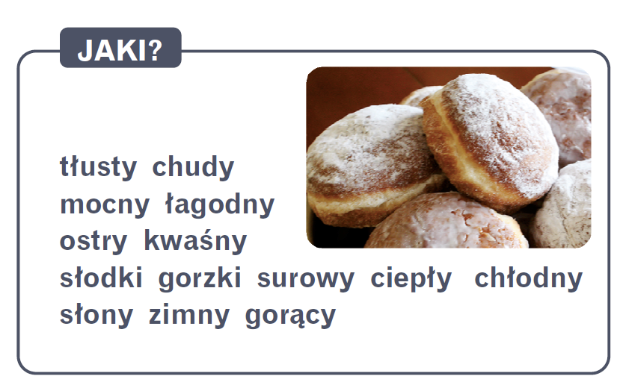 JAKI?
tłusty chudy
mocny łagodny
ostry kwaśny
słodki gorzki surowy ciepły chłodny
słony zimny gorący